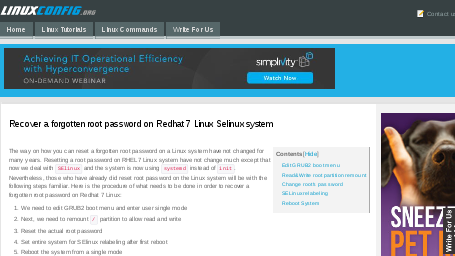 LINUXCONFIG.ORG
Contact us
Home
Linux Tutorials
Linux Commands
Write For Us
Achieving IT Operational Efficiency
with Hyperconvergence
ON-DEMAND WEBINAR
simplivity
Watch Now
Recover a forgotten root password on Redhat 7 Linux Selinux system
The way on how you can reset a forgotten root password on a Linux System have not changed for
many years. Resetting a root password on RHEL7 Linux system have not change much except that
now we deal with SElinux and the system now is using systemd instead of init.
Nevertheless, those who have already did reset root password on the Linux system will be with the
following steps familiar. Here is the procedure of what needs to be done in order to recover a
forgotten root password on Redhat 7 Linux:
1. We need to edit GRUB2 boot menu and enter user single mode
2. Next, we need to remount / partition to allow read and write
3. Reset the actual root password
4. Set entire system for SElinux relabeling after first reboot
5. Reboot the system from a single mode
Contents[Hide]
Edit GRUB2 boot menu
Read&Write root partition remount
Change root's password
SELinux relabeling
Reboot System
SNEEZ
PET
Write For Us